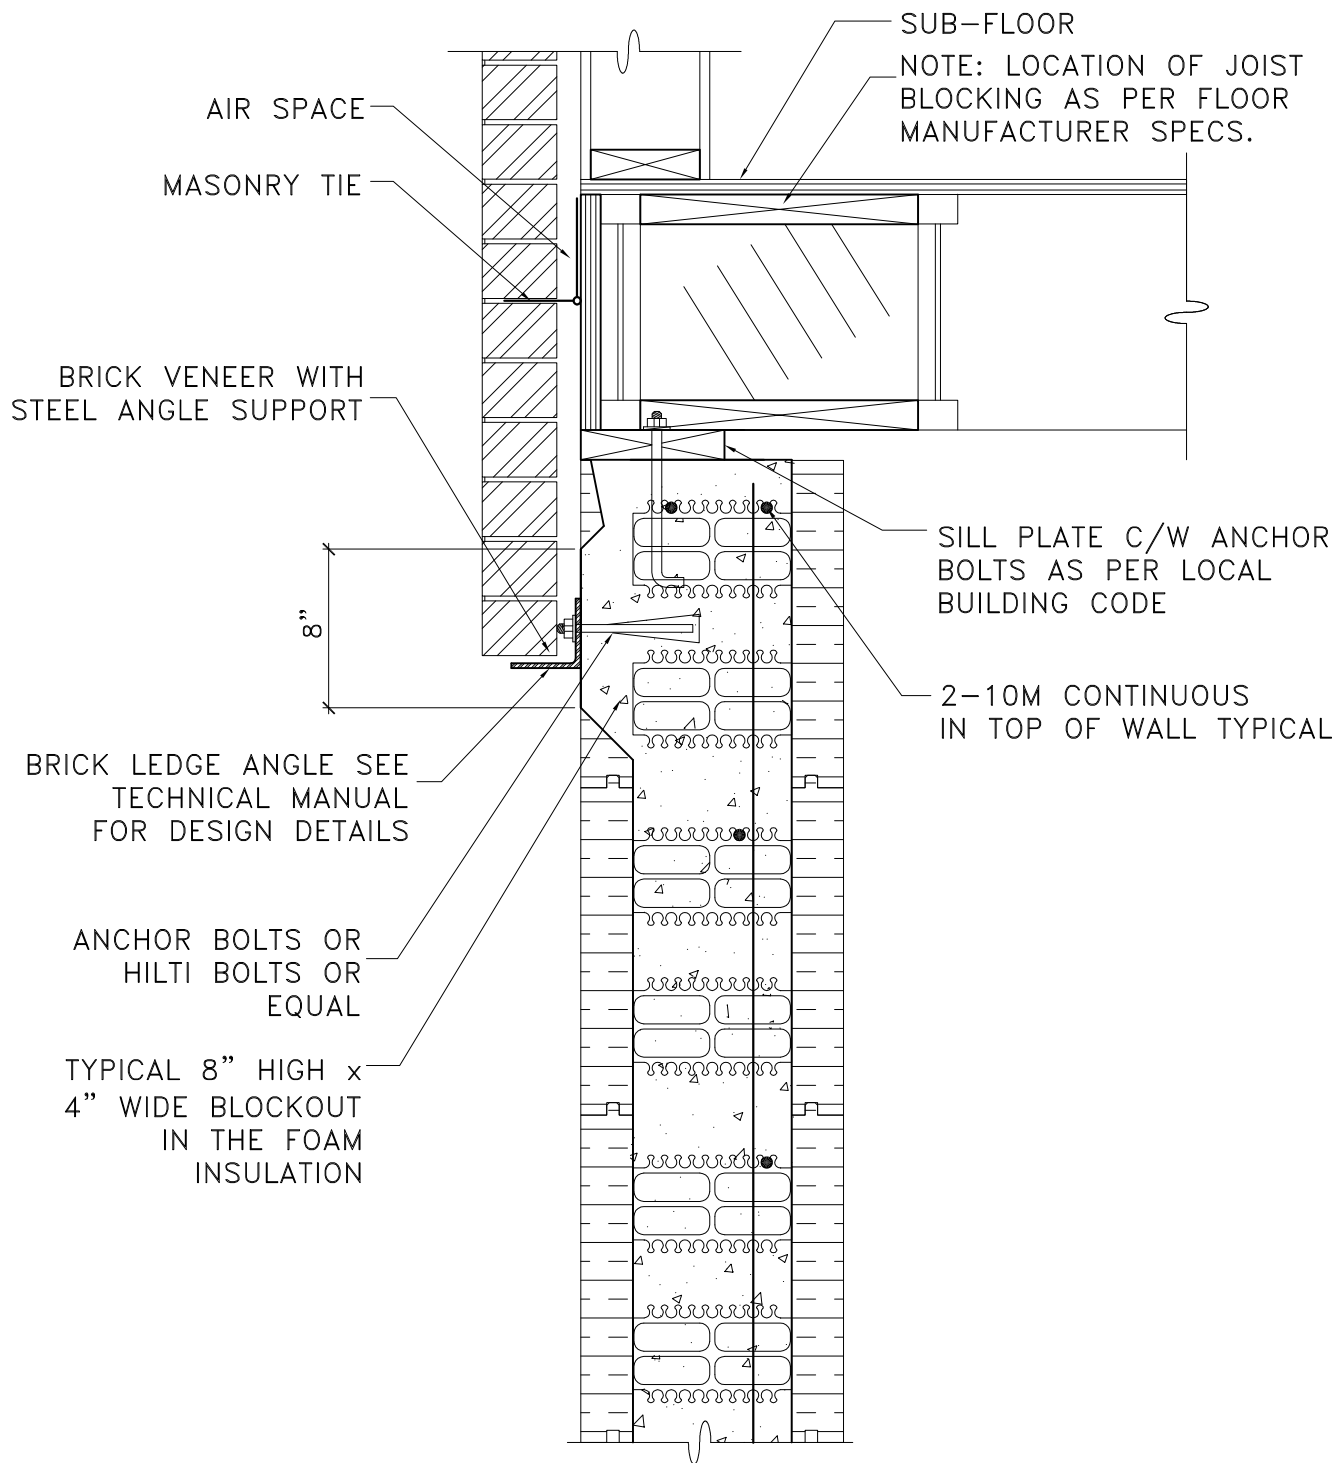 SUB-FLOOR
NOTE: LOCATION OF JOIST
BLOCKING AS PER FLOOR
MANUFACTURER SPECS.
AIR SPACE
MASONRY TIE
BRICK VENEER WITH
STEEL ANGLE SUPPORT
SILL PLATE C/W ANCHOR
BOLTS AS PER LOCAL
BUILDING CODE
8”
2-10M CONTINUOUS
IN TOP OF WALL TYPICAL
BRICK LEDGE ANGLE SEE
TECHNICAL MANUAL
FOR DESIGN DETAILS
ANCHOR BOLTS OR
HILTI BOLTS OR
EQUAL
TYPICAL 8” HIGH x
4” WIDE BLOCKOUT
IN THE FOAM
INSULATION